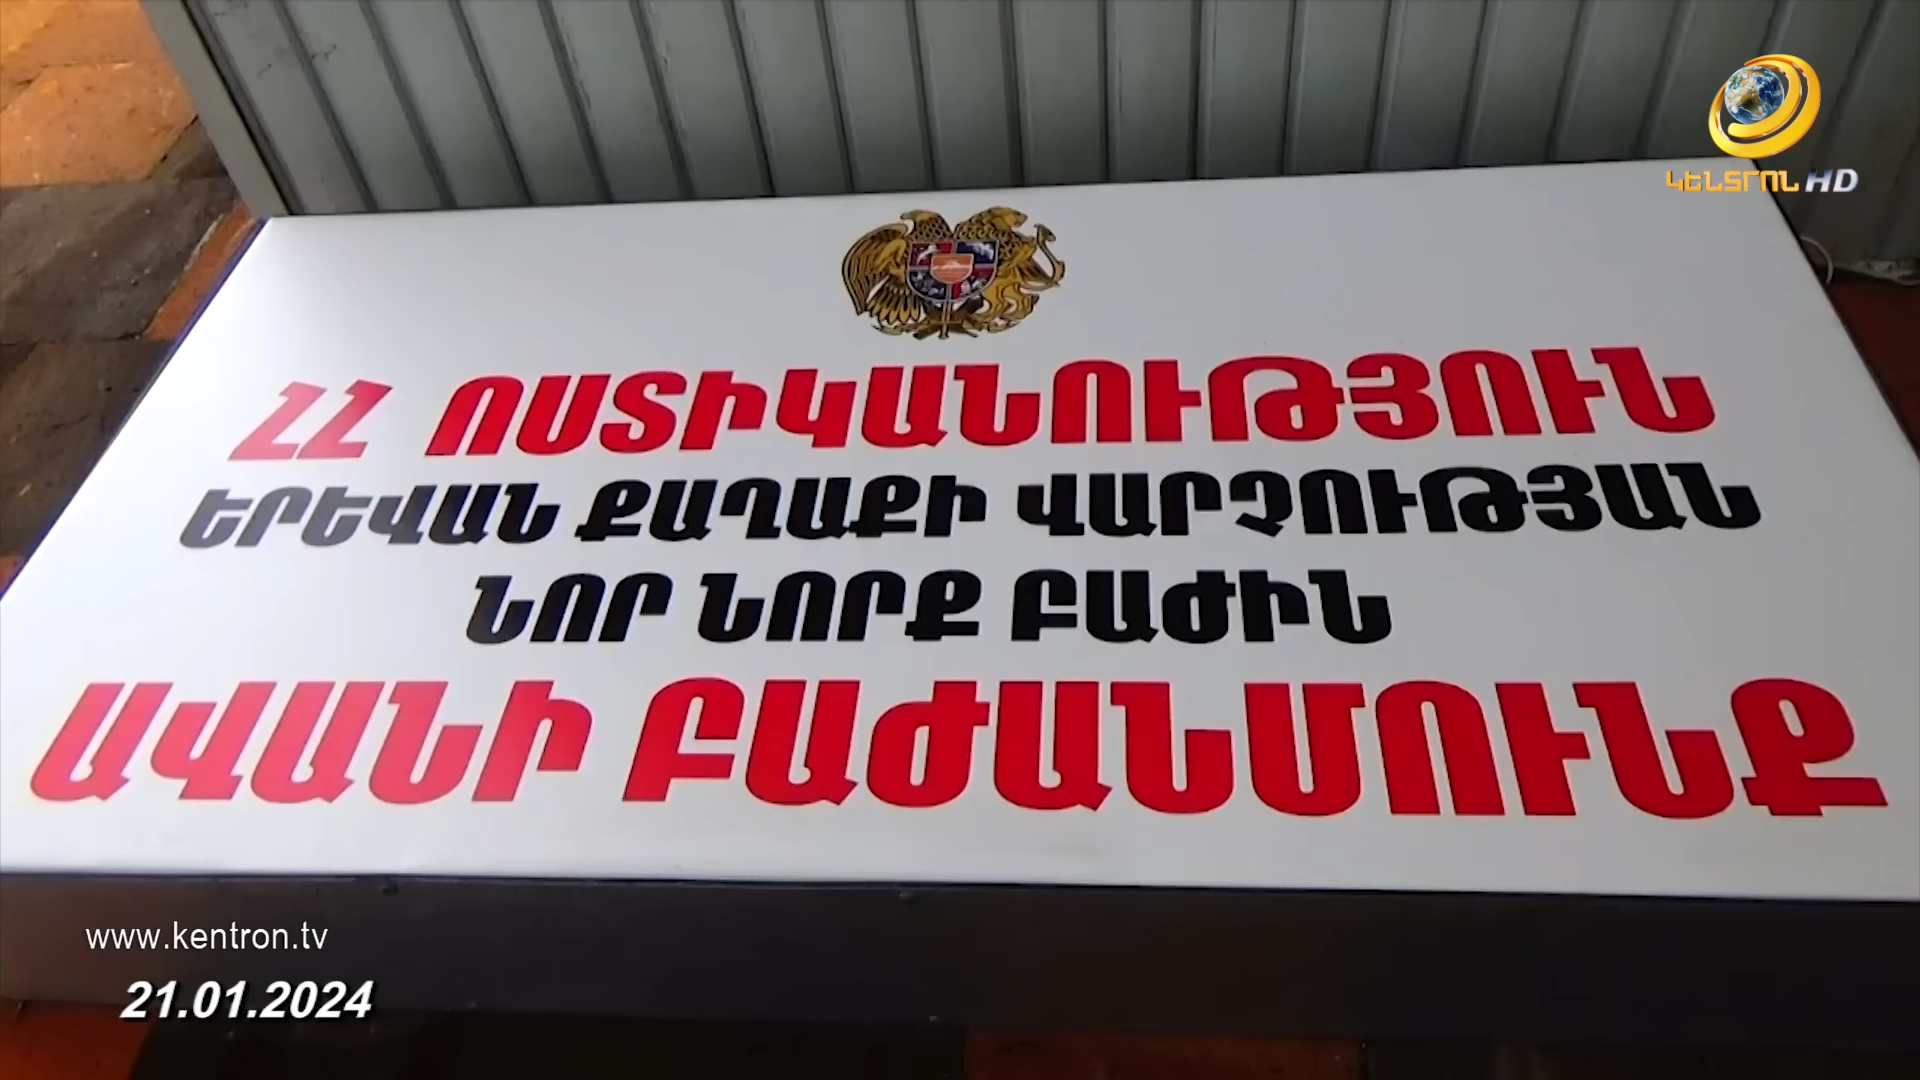 ԿԵՆՏՐՈՆ HD
ՀՀ ՈՍՏԻԿԱՆՈՒԹՅՈՒՆ
ԵՐԵՎԱՆ ՔԱՂԱՔԻ ՎԱՐՉՈՒԹՅԱՆ
ՆՈՐ ՆՈՐՔ ԲԱԺԻՆ
ԱՎԱՆԻ ԲԱԺԱՆՄՈՒՆՔ
www.kentron.tv
21.01.2024